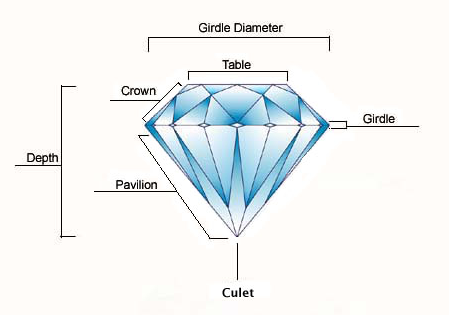 Girdle Diameter
Table
Crown
Girdle
Depth
Pavilion
Culet